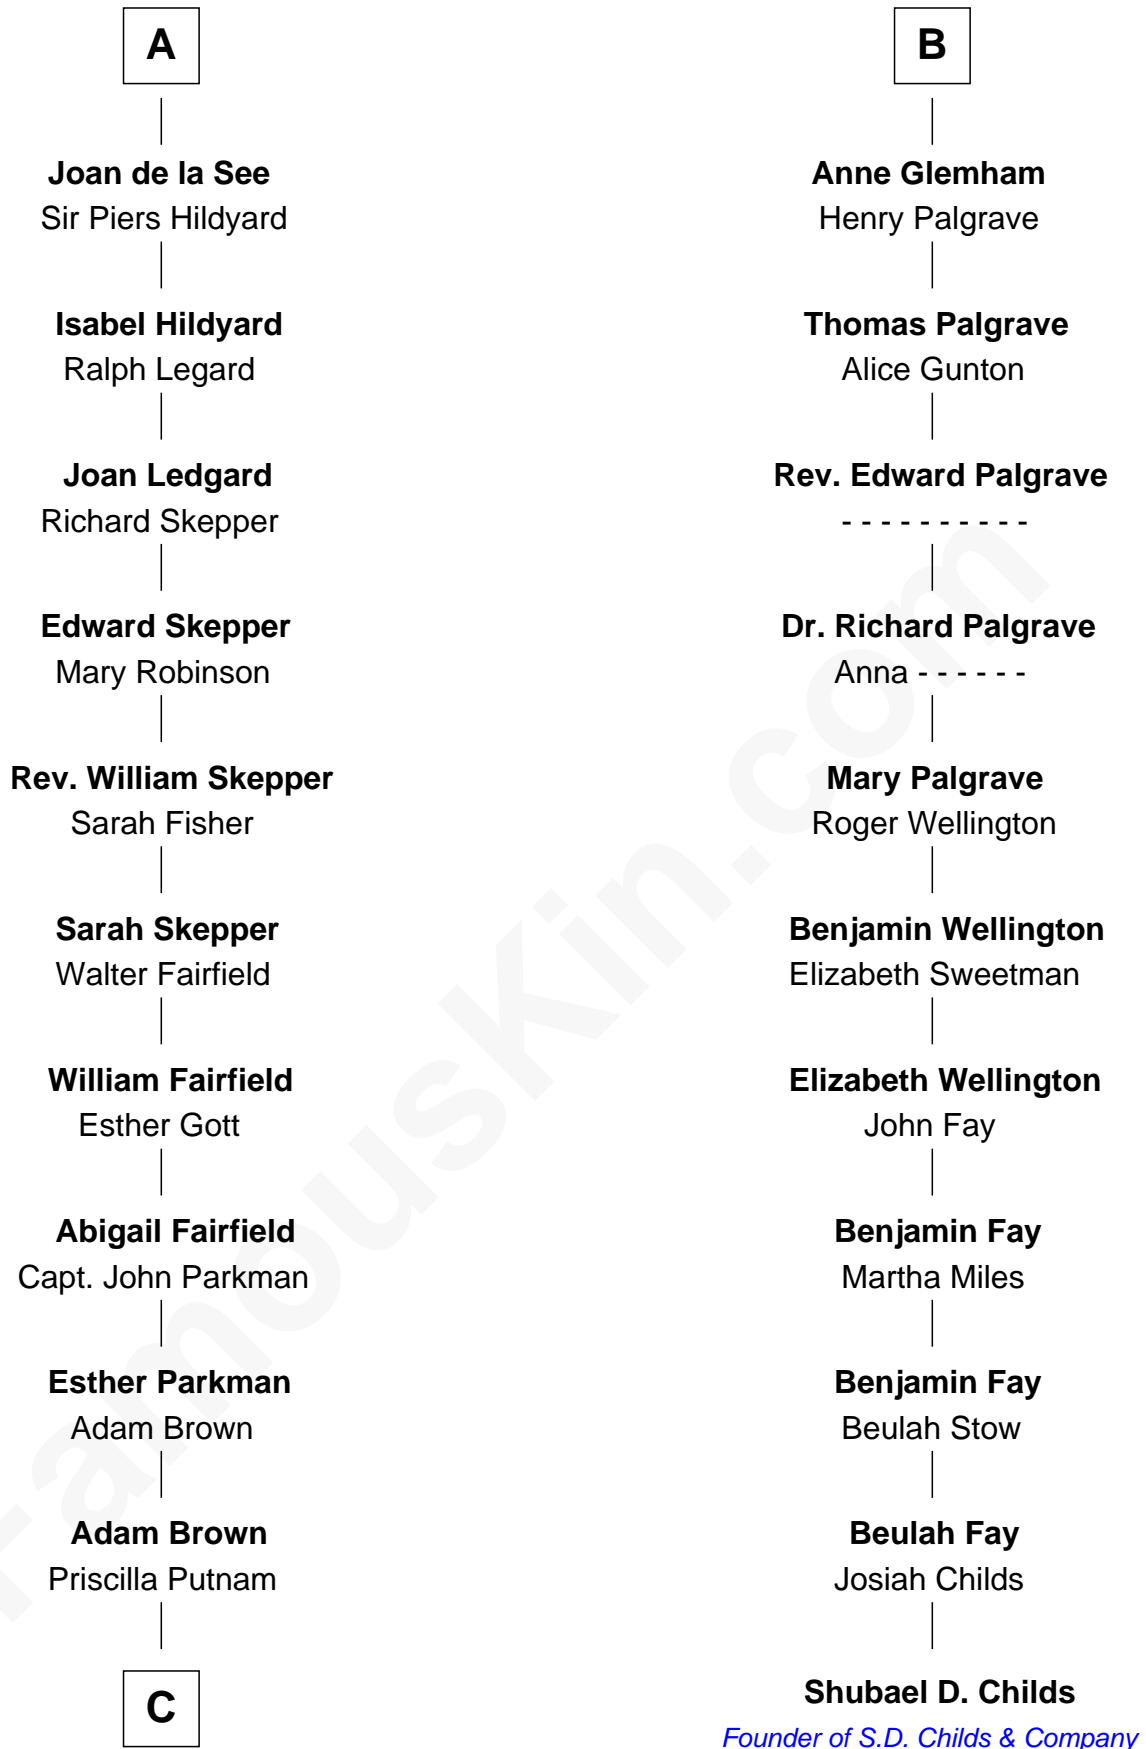 A
Joan de la See
Sir Piers Hildyard
Isabel Hildyard
Ralph Legard
Joan Ledgard
Richard Skepper
Edward Skepper
Mary Robinson
Rev. William Skepper
Sarah Fisher
Sarah Skepper
Walter Fairfield
William Fairfield
Esther Gott
Abigail Fairfield
Capt. John Parkman
Esther Parkman
Adam Brown
Adam Brown
Priscilla Putnam
C
B
Anne Glemham
Henry Palgrave
Thomas Palgrave
Alice Gunton
Rev. Edward Palgrave
- - - - - - - - - -
Dr. Richard Palgrave
Anna - - - - - -
Mary Palgrave
Roger Wellington
Benjamin Wellington
Elizabeth Sweetman
Elizabeth Wellington
John Fay
Benjamin Fay
Martha Miles
Benjamin Fay
Beulah Stow
Beulah Fay
Josiah Childs
Shubael D. Childs
Founder of S.D. Childs & Company
FamousKin.com